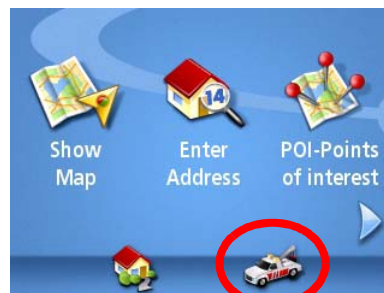 14
Show
Map
Enter
Address
POI-Points
of interest